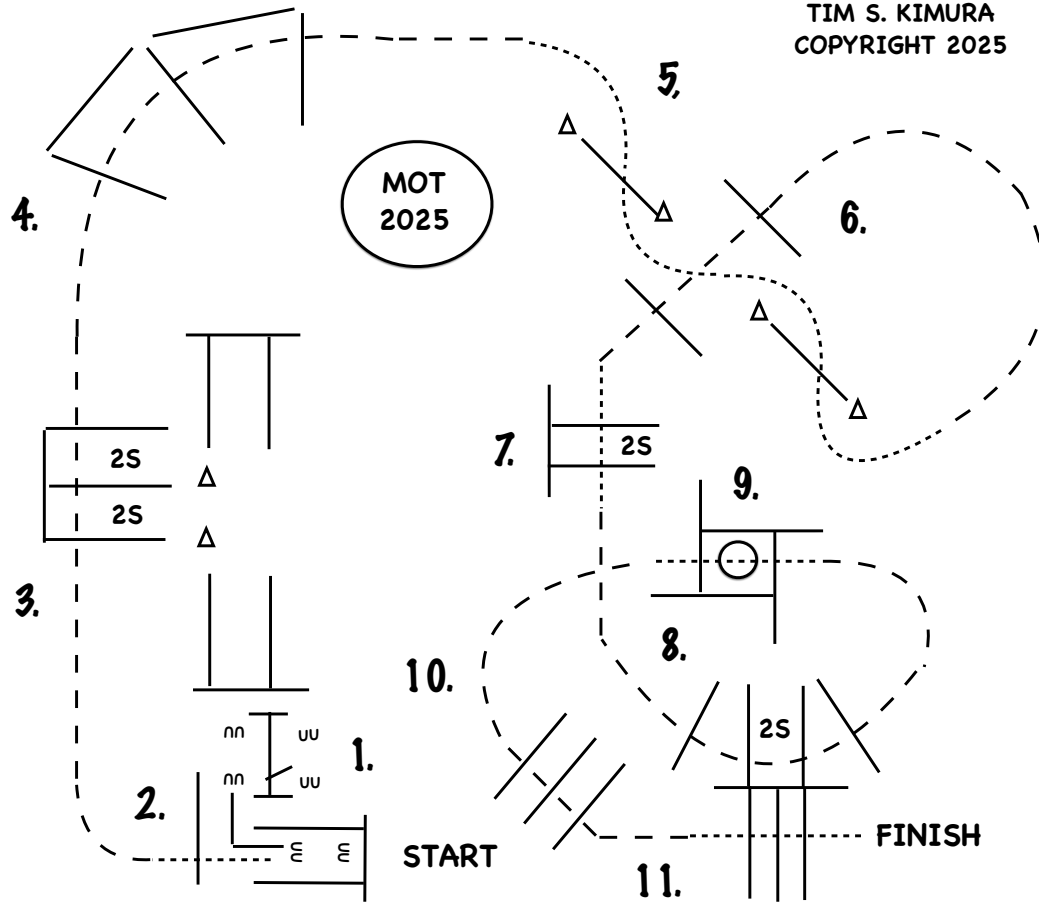 TIM S. KIMURA
COPYRIGHT 2025
5,
MOT
2025
4.
6.
2S
2S
7.
2S
9.
3.
8.
10.
2S
1.
2.
START
FINISH
11.